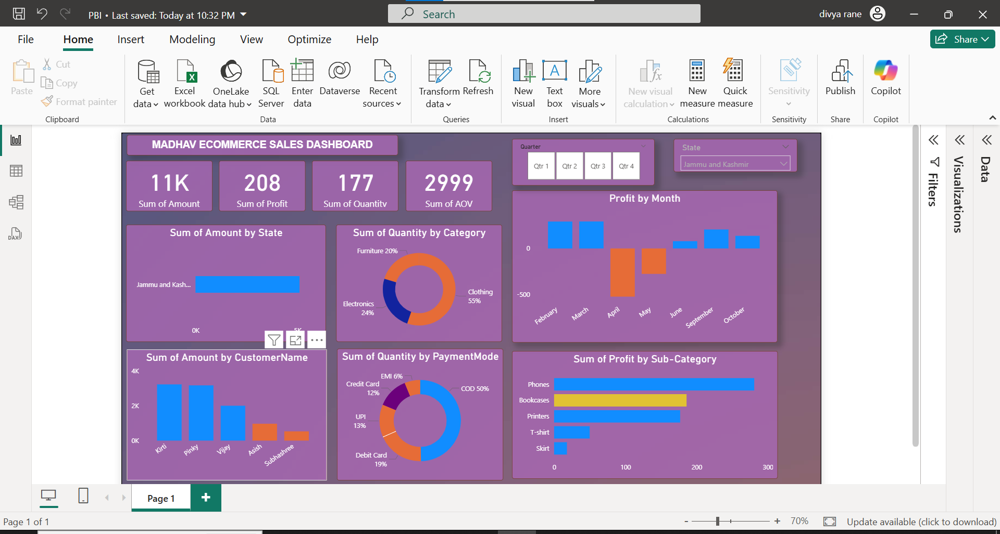 PBI • Last saved: Today at 10:32 PM
Search
divya rane
File
Home
Insert
Modeling
View
Optimize
Help
Share
Paste
Cut
Copy
Format painter
Clipboard
Get data
Excel workbook
OneLake data hub
SQL Server
Enter data
Dataverse
Recent sources
Data
Transform data
Refresh
Queries
New visual
Text box
More visuals
Insert
New visual calculation
New measure
Quick measure
Calculations
Sensitivity
Sensitivity
Publish
Share
Copilot
Copilot
DAX
MADHAV ECOMMERCE SALES DASHBOARD
11K
Sum of Amount
208
Sum of Profit
177
Sum of Quantity
2999
Sum of AOV
Quarter
Qtr 1
Qtr 2
Qtr 3
Qtr 4
State
Jammu and Kashmir
Sum of Amount by State
Jammu and Kash...
0K
5K
Sum of Quantity by Category
Furniture 20%
Clothing
55%
Electronics
24%
Profit by Month
0
-500
February
March
April
May
June
September
October
Sum of Amount by CustomerName
4K
2K
0K
Kirti
Pinky
Vijay
Asish
Subhashree
Sum of Quantity by PaymentMode
EMI 6%
Credit Card
12%
COD 50%
UPI
13%
Debit Card
19%
Sum of Profit by Sub-Category
Phones
Bookcases
Printers
T-shirt
Skirt
0
100
200
300
Filters
Visualizations
Data
Page 1
Page 1 of 1
70%
Update available (click to download)